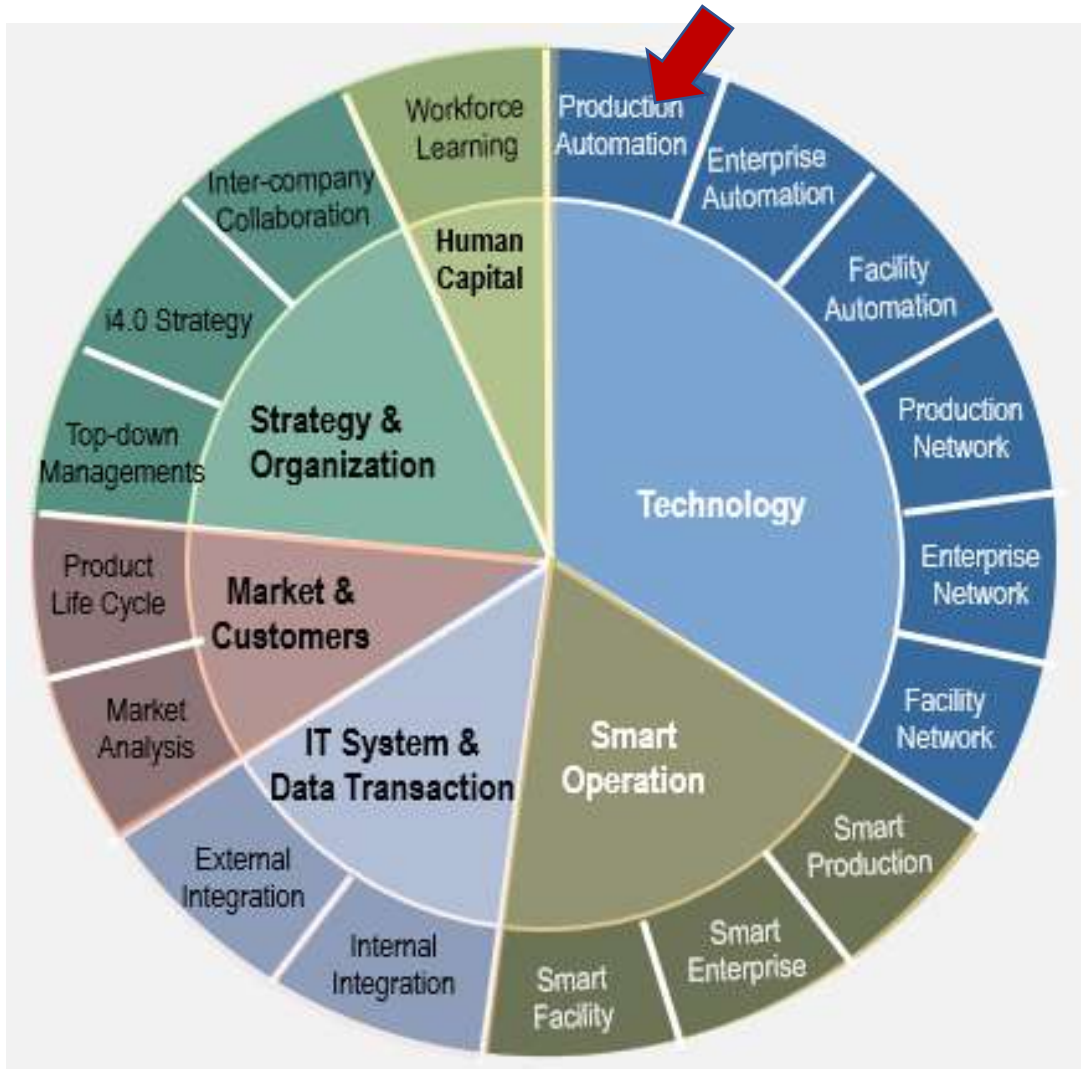 Production
Automation
Enterprise
Automation
Facility
Automation
Production
Network
Enterprise
Network
Facility
Network
Smart
Production
Smart
Enterprise
Smart
Facility
Internal
Integration
External
Integration
Market
Analysis
Product
Life Cycle
Top-down
Managements
i4.0 Strategy
Inter-company
Collaboration
Workforce
Learning
Human
Capital
Technology
Smart
Operation
IT System &
Data Transaction
Market &
Customers
Strategy &
Organization